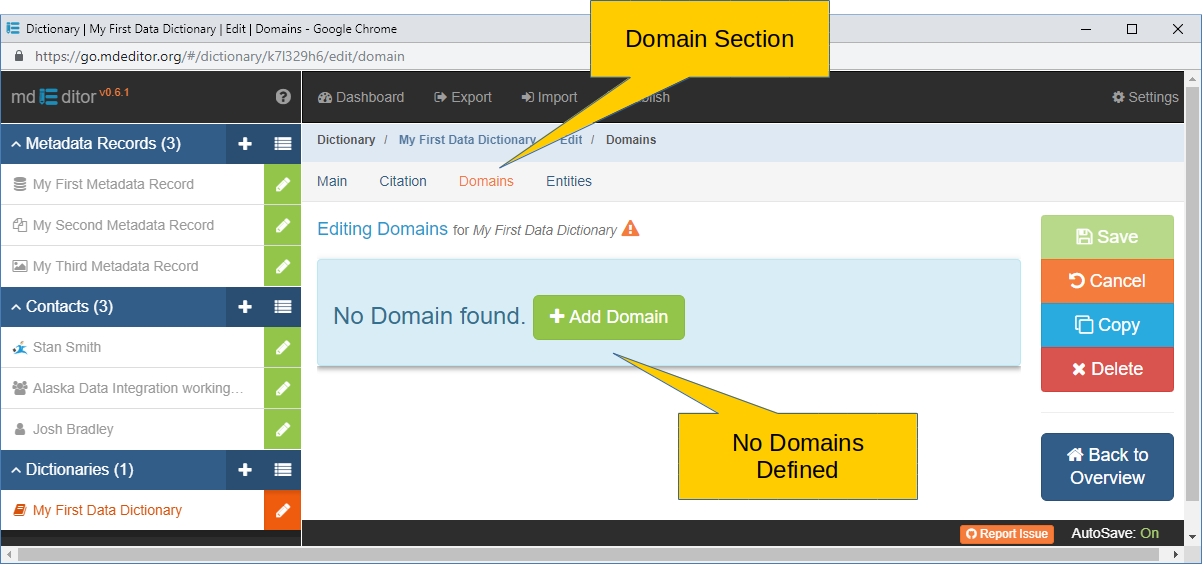 Dictionary | My First Data Dictionary | Edit | Domains - Google Chrome
Domain Section
https://go.mdeditor.org/#/dictionary/k7l329h6/edit/domain
md ditor v0.6.1
Dashboard Export Import Settings
Metadata Records (3)
Dictionary / My First Data Dictionary Edit / Domains
My First Metadata Record
Main Citation Domains Entities
My Second Metadata Record
Editing Domains for My First Data Dictionary
Save
My Third Metadata Record
Cancel
Contacts (3)
No Domain found. Add Domain
Copy
Stan Smith
Delete
Alaska Data Integration working...
Josh Bradley
No Domains
Defined
Back to
Overview
Dictionaries (1)
My First Data Dictionary
Report Issue AutoSave: On